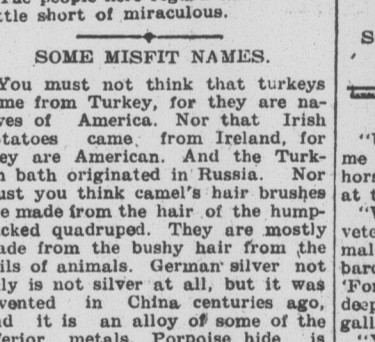 ttle short of miraculous.
SOME MISFIT NAMES.
You must not think that turkeys
me from Turkey, for they are na-
ves of America. Nor that Irish
tatoes came from Ireland, for
ey are American. And the Turk-
n bath originated in Russia. Nor
ust you think camel's hair brushes
e made from the hair of the hump-
cked quadruped. They are mostly
ade from the bushy hair from the
ils of animals. German silver not
ly is not silver at all, but it was
vented in China centuries ago,
d it is an alloy of some of the
ferior metals. Porpoise hide is
S
me
hors
at t
vete
mal
bard
'For
deep
gall